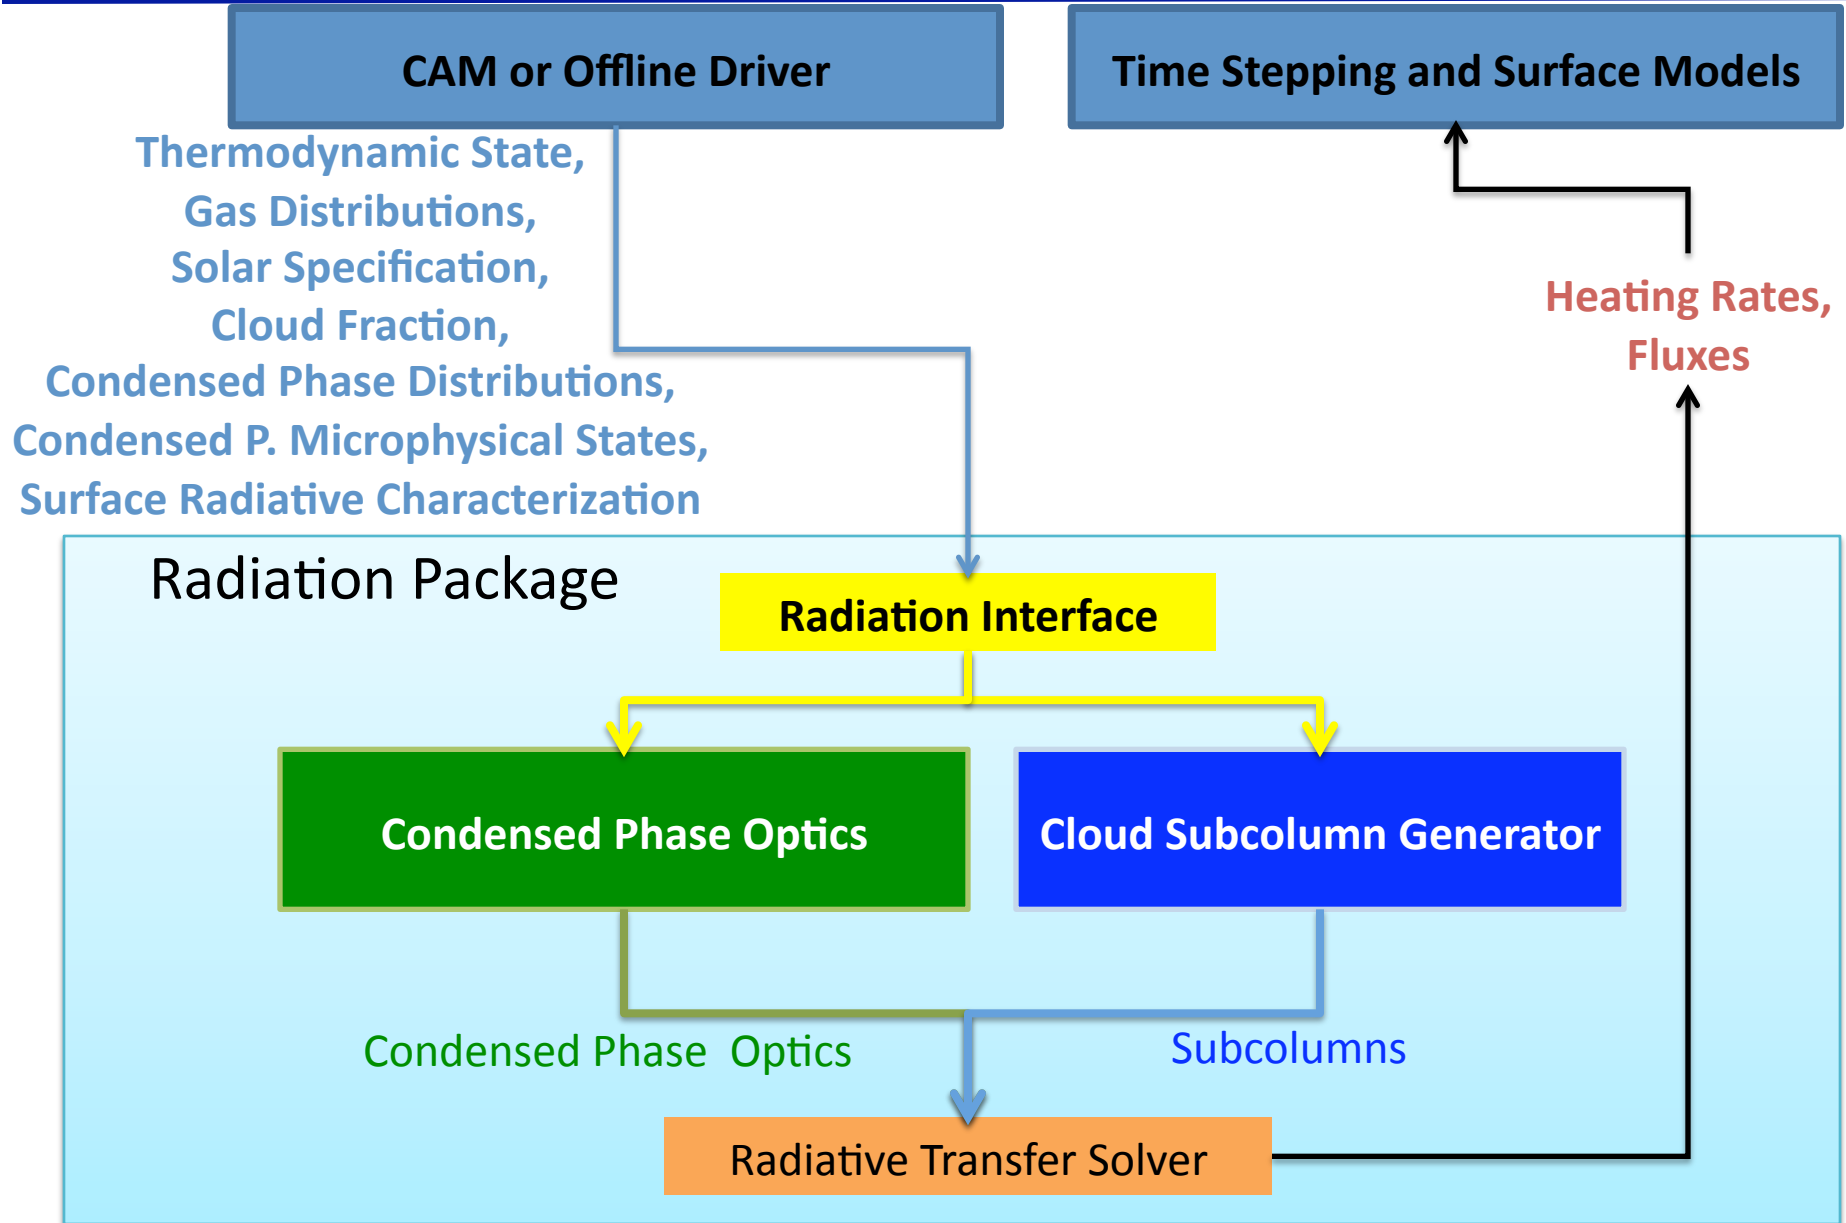 CAM or Offline Driver
Time Stepping and Surface Models
Thermodynamic State,
Gas Distributions,
Solar Specification,
Cloud Fraction,
Condensed Phase Distributions,
Condensed P. Microphysical States,
Surface Radiative Characterization
Heating Rates,
Fluxes
Radiation Package
Radiation Interface
Condensed Phase Optics
Cloud Subcolumn Generator
Condensed Phase  Optics
Subcolumns
Radiative Transfer Solver